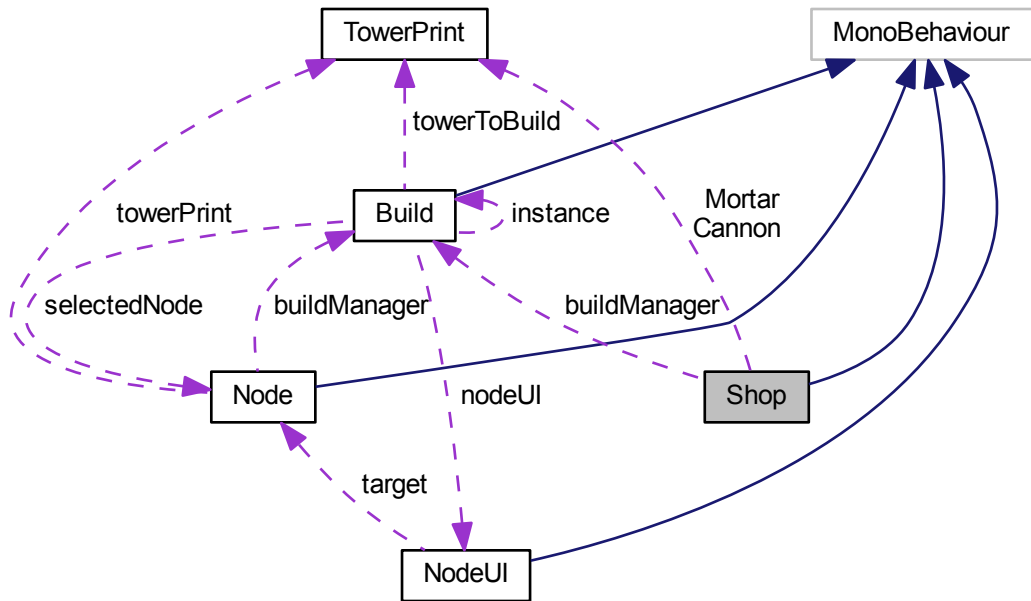 TowerPrint
MonoBehaviour
towerToBuild
towerPrint
Build
instance
Mortar
Cannon
selectedNode
buildManager
buildManager
Node
nodeUI
Shop
target
NodeUI